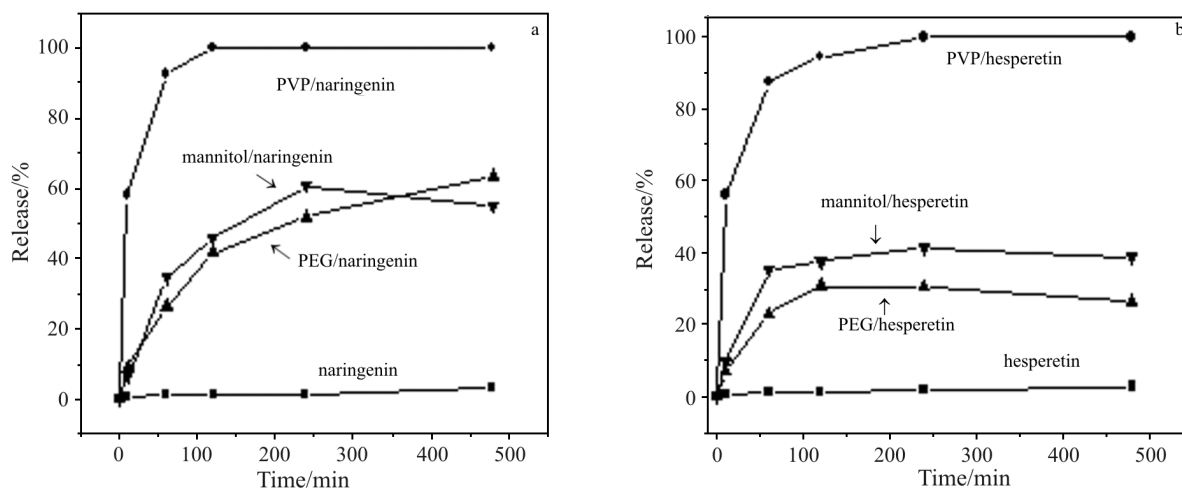 a
100
80
60
40
20
0
Release/%
PVP/naringenin
mannitol/naringenin
PEG/naringenin
naringenin
0 100 200 300 400 500
Time/min
b
100
80
60
40
20
0
Release/%
PVP/hesperetin
mannitol/hesperetin
PEG/hesperetin
hesperetin
0 100 200 300 400 500
Time/min